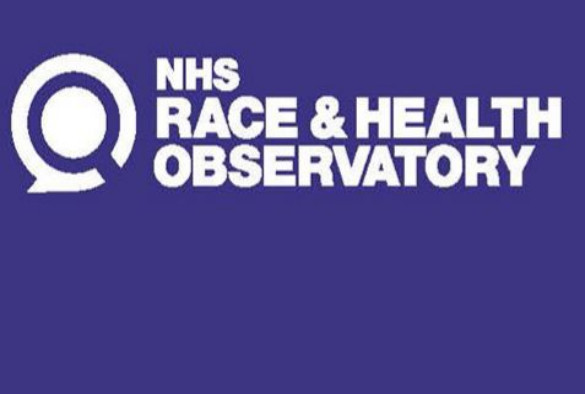 NHS
RACE & HEALTH
OBSERVATORY